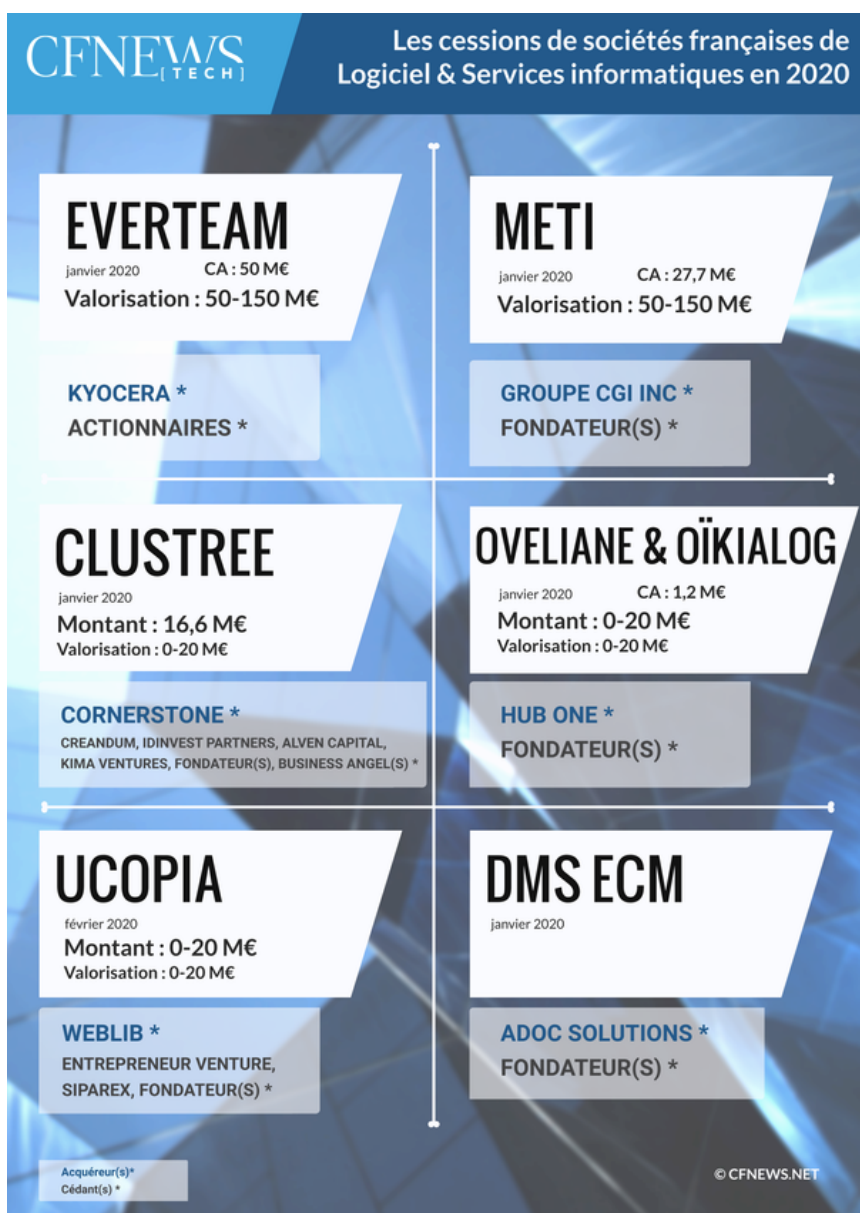 CFNEWS
[TECH]
Les cessions de sociétés françaises de
Logiciel & Services informatiques en 2020
EVERTEAM
janvier 2020 CA : 50 M€
Valorisation : 50-150 M€
KYOCERA *
ACTIONNAIRES *
METI
janvier 2020 CA : 27,7 M€
Valorisation : 50-150 M€
GROUPE CGI INC *
FONDATEUR(S) *
CLUSTREE
janvier 2020
Montant : 16,6 M€
Valorisation : 0-20 M€
CORNERSTONE *
CREANDUM, IDINVEST PARTNERS, ALVEN CAPITAL,
KIMA VENTURES, FONDATEUR(S), BUSINESS ANGEL(S) *
OVELIANE & OÏKIALOG
janvier 2020 CA : 1,2 M€
Montant : 0-20 M€
Valorisation : 0-20 M€
HUB ONE *
FONDATEUR(S) *
UCOPIA
février 2020
Montant : 0-20 M€
Valorisation : 0-20 M€
WEBLIB *
ENTREPRENEUR VENTURE,
SIPAREX, FONDATEUR(S) *
DMS ECM
janvier 2020
ADOC SOLUTIONS *
FONDATEUR(S) *
Acquéreur(s)*
Cédant(s) *
© CFNEWS.NET